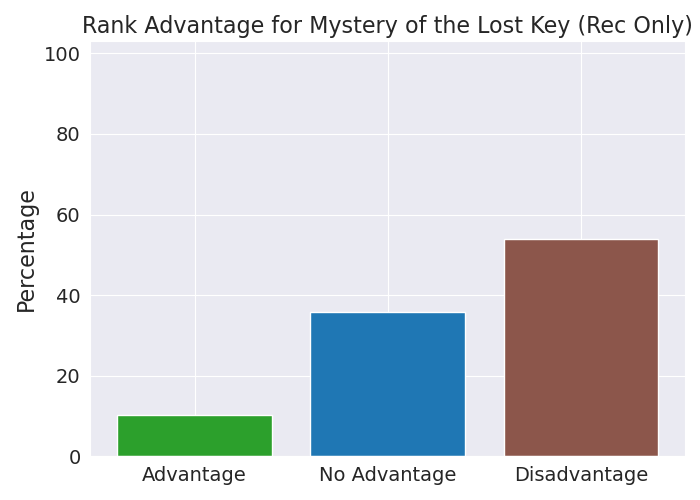 Rank Advantage for Mystery of the Lost Key (Rec Only)
100
80
60
40
20
0
Percentage
Advantage
No Advantage
Disadvantage